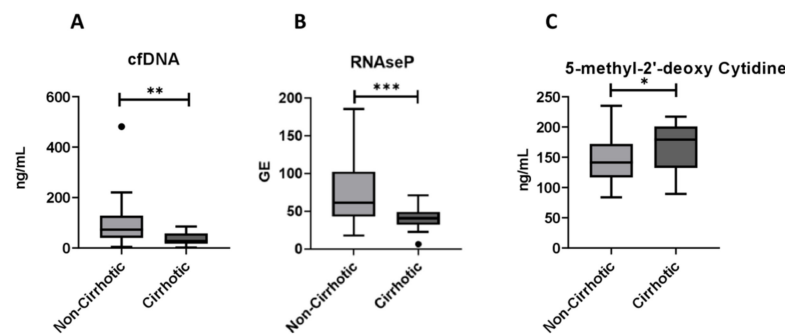 A
B
C
cfDNA
RNAseP
5-methyl-2'-deoxy Cytidine
**
***
*
ng/mL
600
400
200
0
GE
200
150
100
50
0
ng/mL
250
200
150
100
50
0
Non-Cirrhotic
Cirrhotic
Non-Cirrhotic
Cirrhotic
Non-Cirrhotic
Cirrhotic